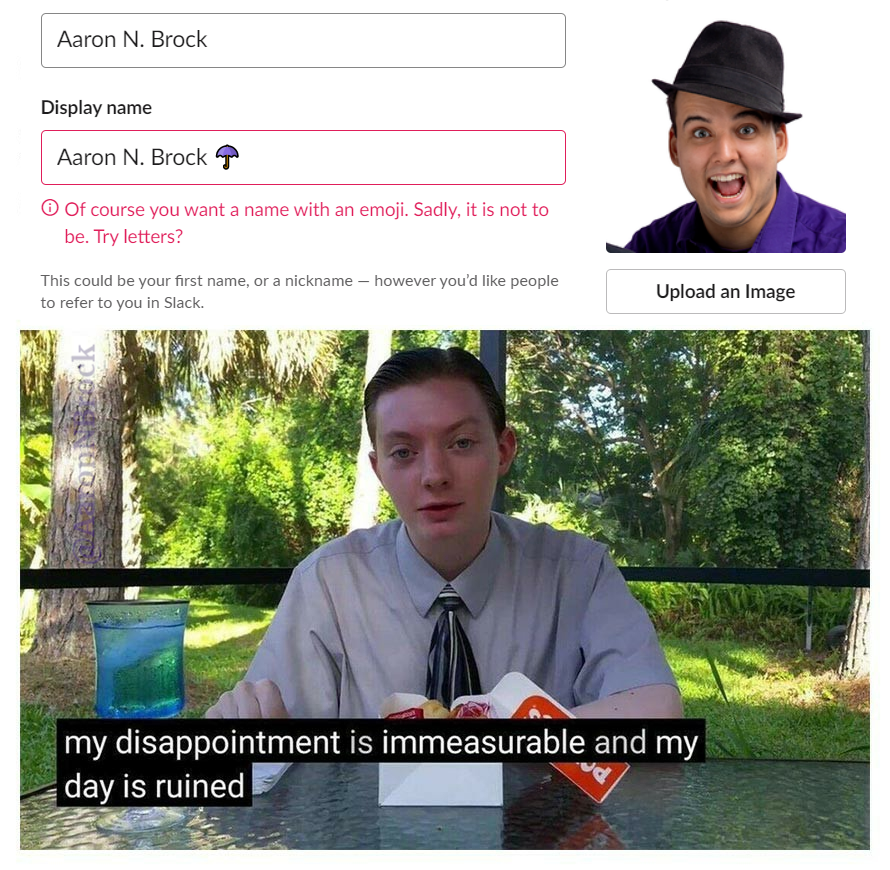 Aaron N. Brock
Display name
Aaron N. Brock ☂
Of course you want a name with an emoji. Sadly, it is not to
be. Try letters?
This could be your first name, or a nickname — however you’d like people
to refer to you in Slack.
Upload an Image
my disappointment is immeasurable and my
day is ruined